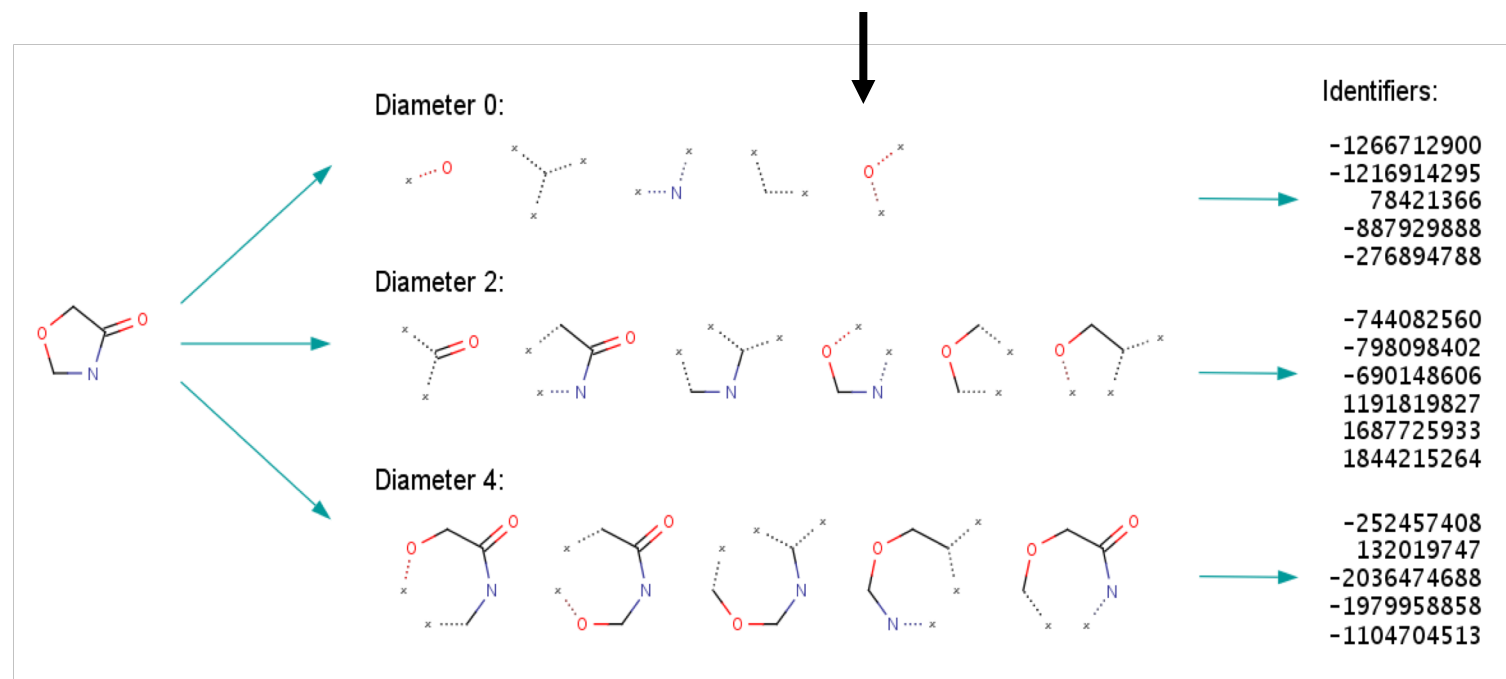 Diameter 0:
Identifiers:
x O x x x x N x x x O x x
-1266712900
-1216914295
78421366
-887929888
-276894788
Diameter 2:
O O N
x x O x x N O x x x N x O x N x O x x O x x x
-744082560
-798098402
-690148606
1191819827
1687725933
1844215264
Diameter 4:
O x N x O x x O N x x x O N x O x x N x O O x N x
-252457408
132019747
-2036474688
-1979958858
-1104704513